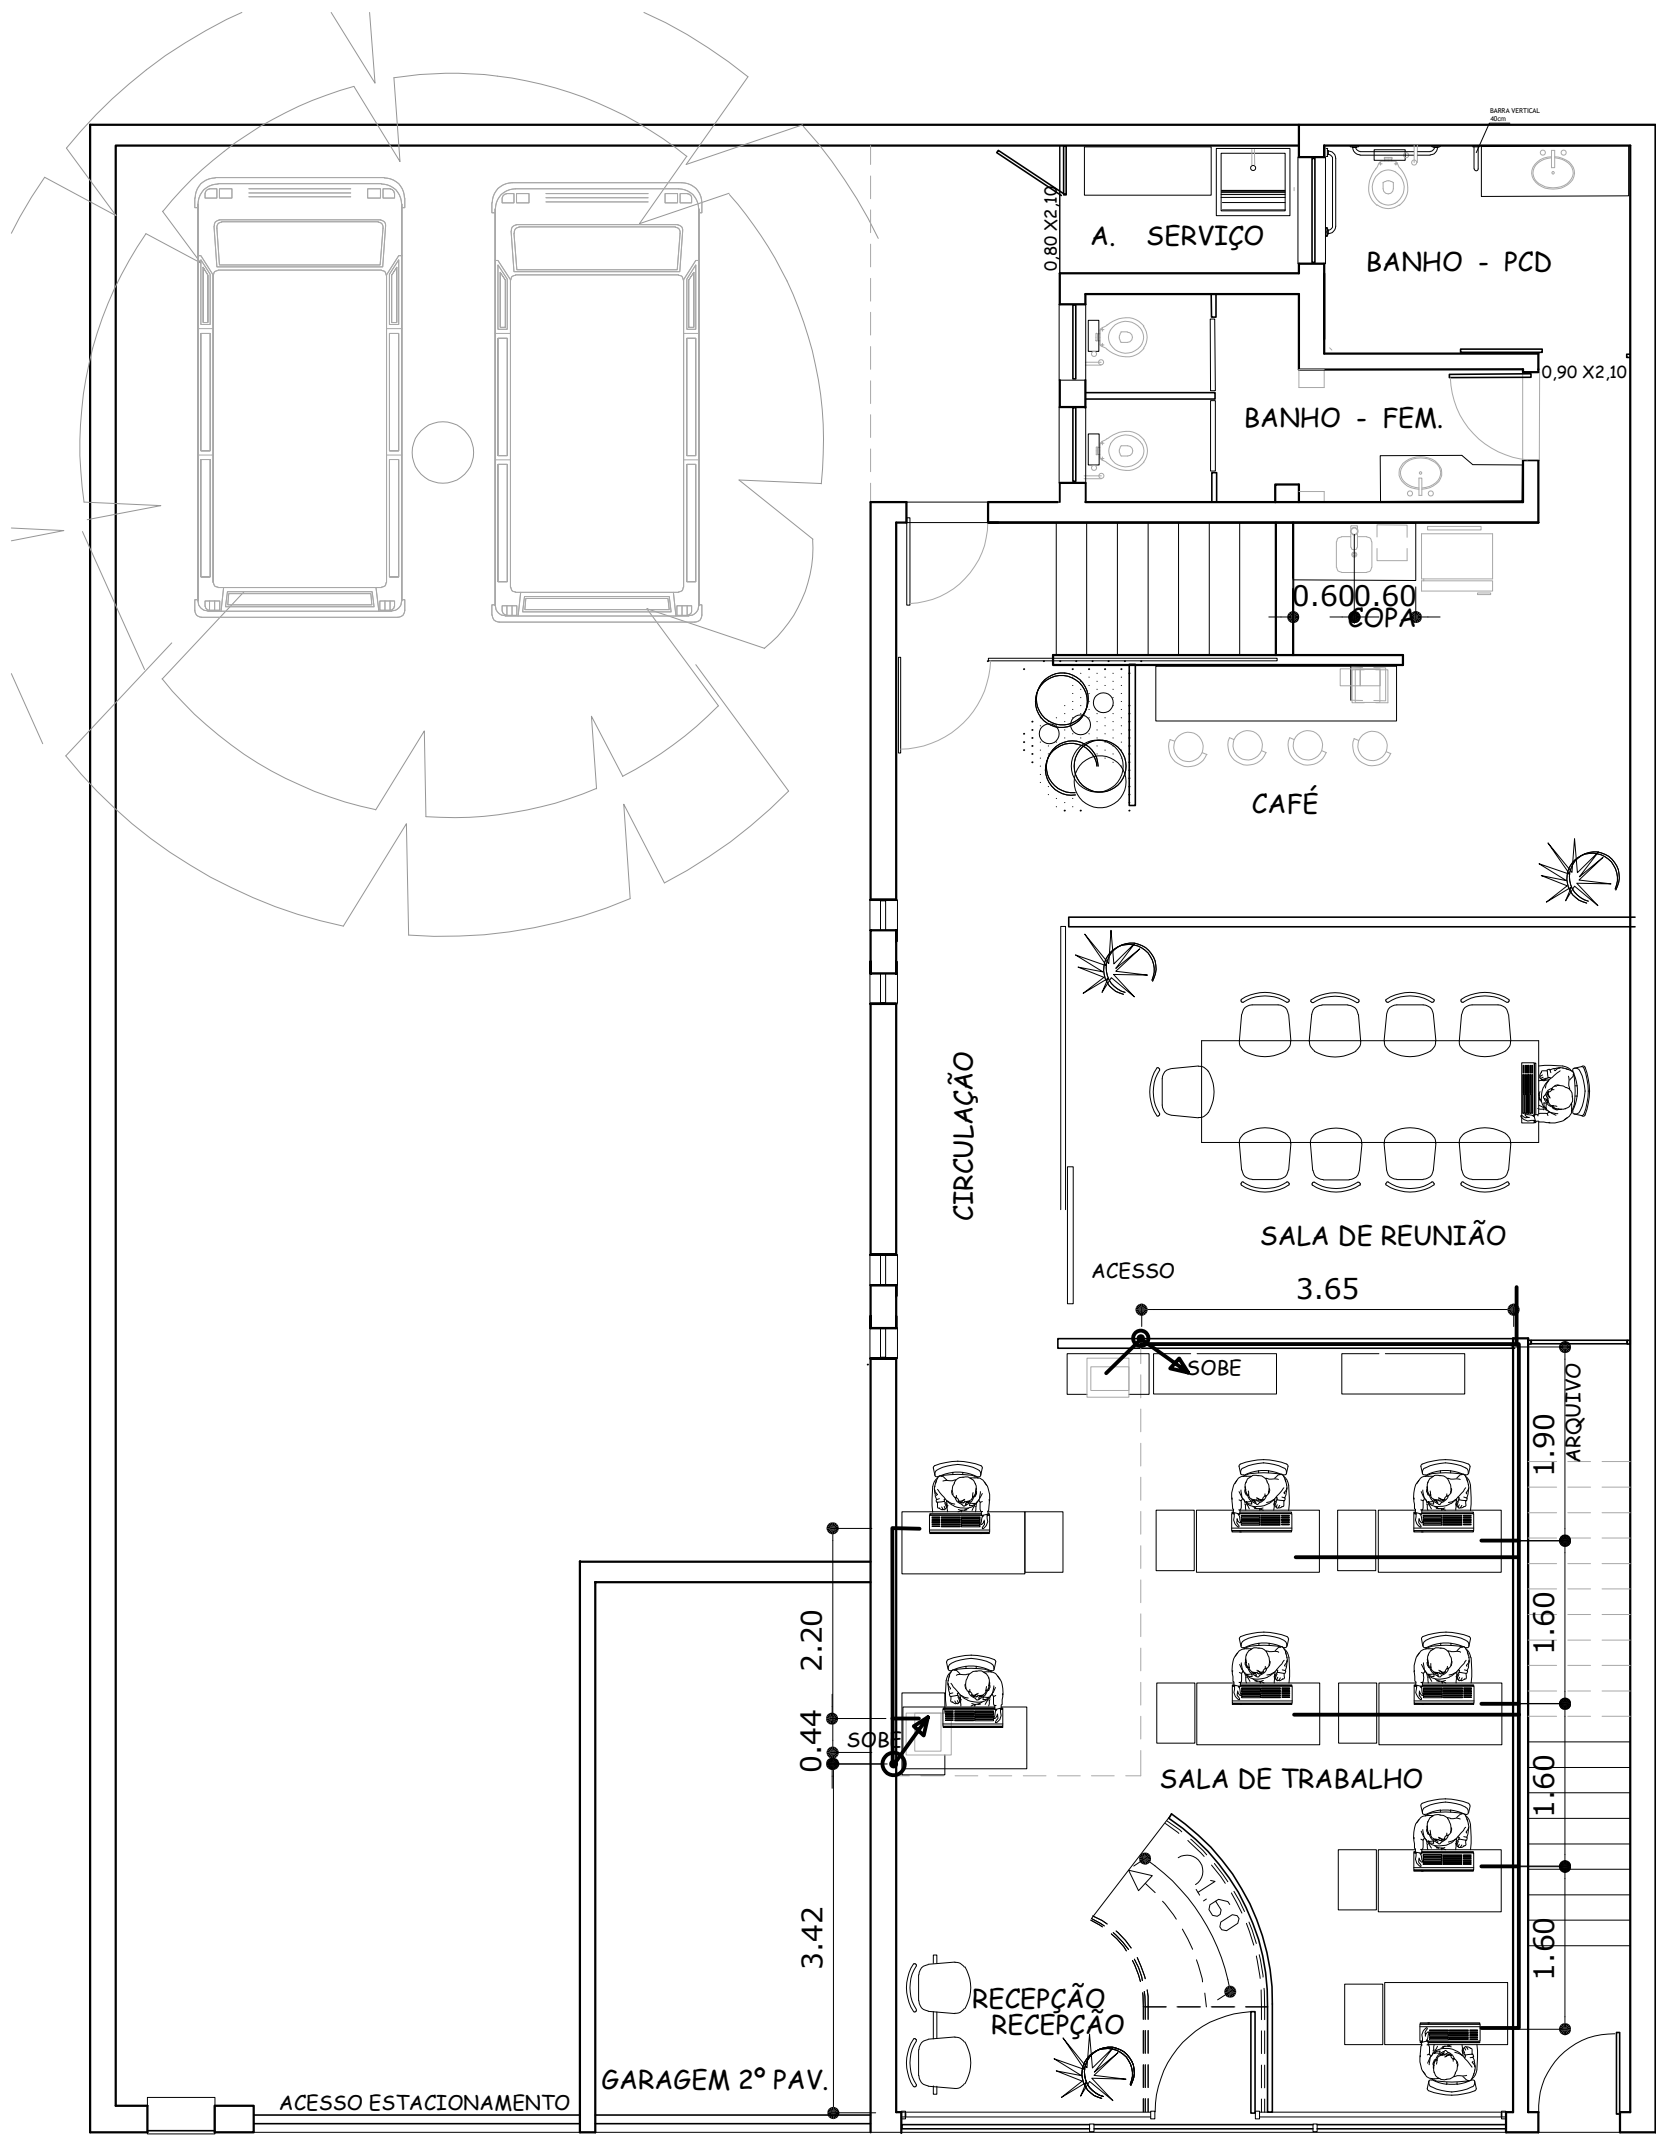 BARRA VERTICAL
40cm
0,80 X2,10
A. SERVIÇO
BANHO - PCD
0,90 X2,10
BANHO - FEM.
0.60
0.60
COPA
CAFÉ
CIRCULAÇÃO
SALA DE REUNIÃO
ACESSO
3.65
SOBE
ARQUIVO
1.90
2.20
1.60
0.44
SOBE
SALA DE TRABALHO
1.60
1,60
3.42
1.60
RECEPÇÃO
RECEPÇÃO
GARAGEM 2º PAV.
ACESSO ESTACIONAMENTO